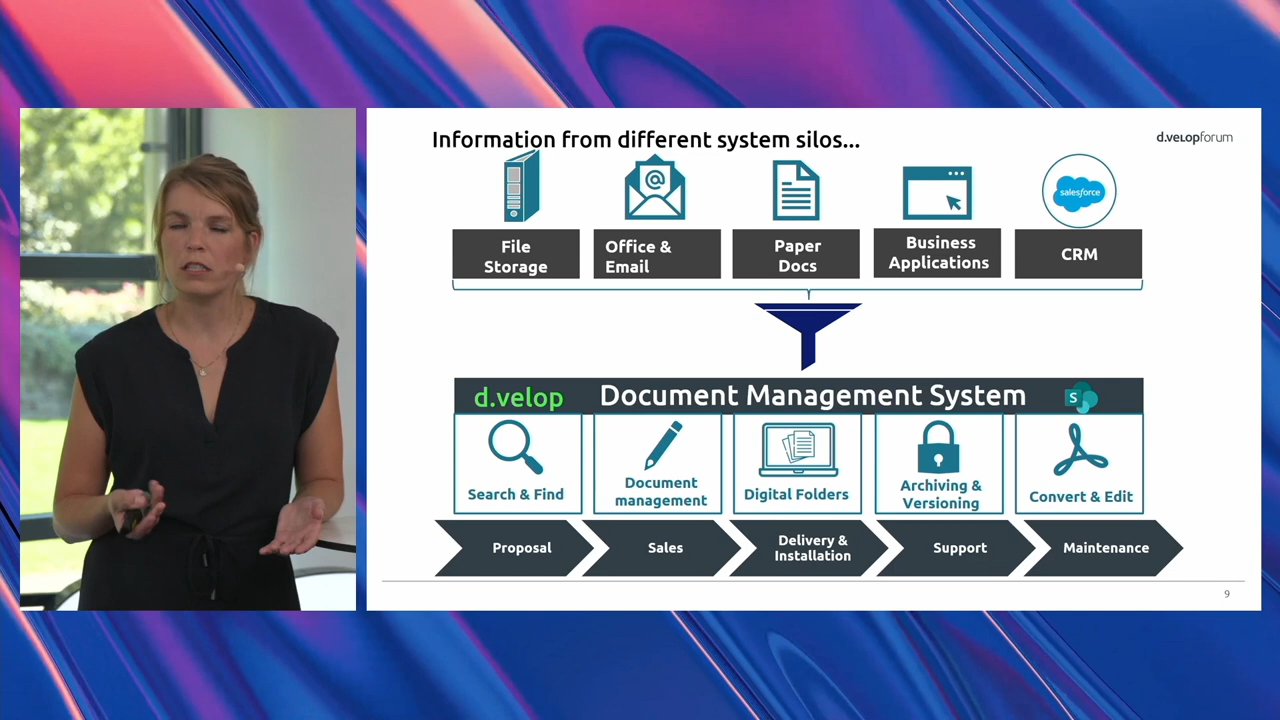 Information from different system silos...
d.velopforum
@
salesforce
File
Storage
Office &
Email
Paper
Docs
Business
Applications
CRM
d.velop
Document Management System
S
Search & Find
Document
management
Digital Folders
Archiving &
Versioning
Convert & Edit
Proposal
Sales
Delivery &
Installation
Support
Maintenance
9